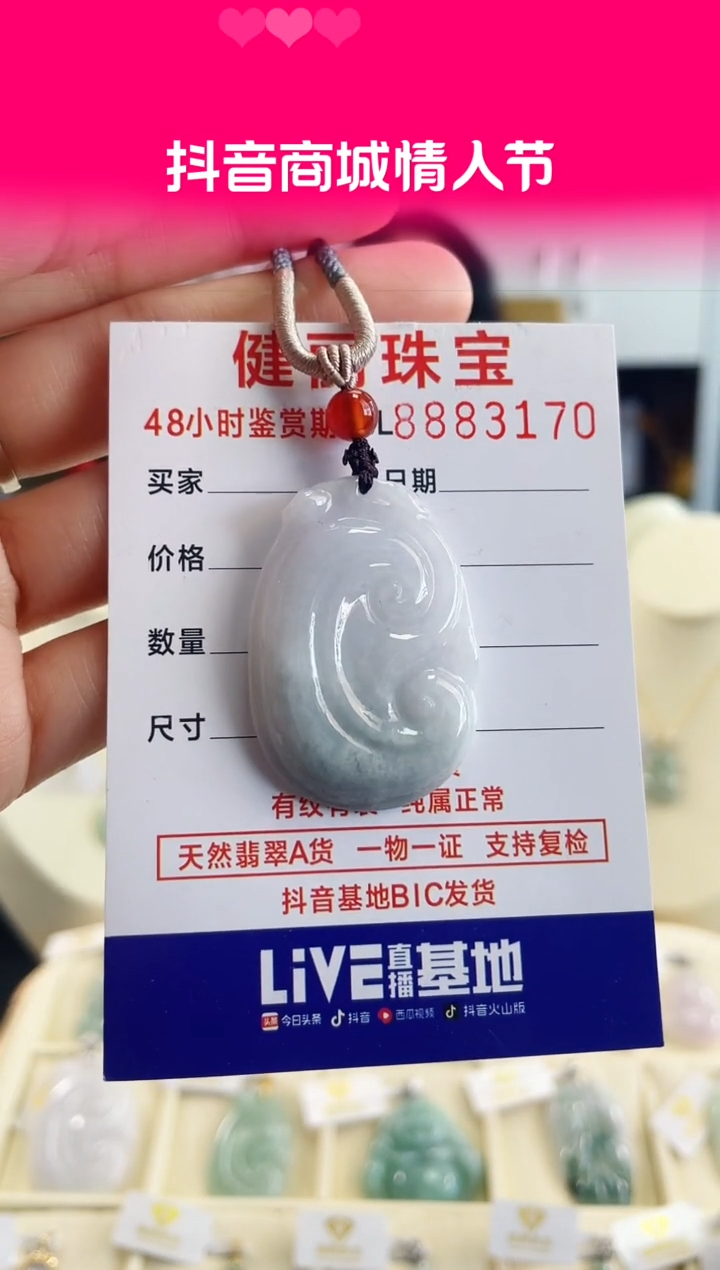 抖音商城情人节
健丽珠宝
48小时鉴赏期 L8883170
买家 日期
价格
数量
尺寸
有纹有裂 纯属正常
天然翡翠A货 一物一证 支持复检
抖音基地BIC发货
LiVE直播基地
头条 今日头条 抖音 西瓜视频 抖音火山版